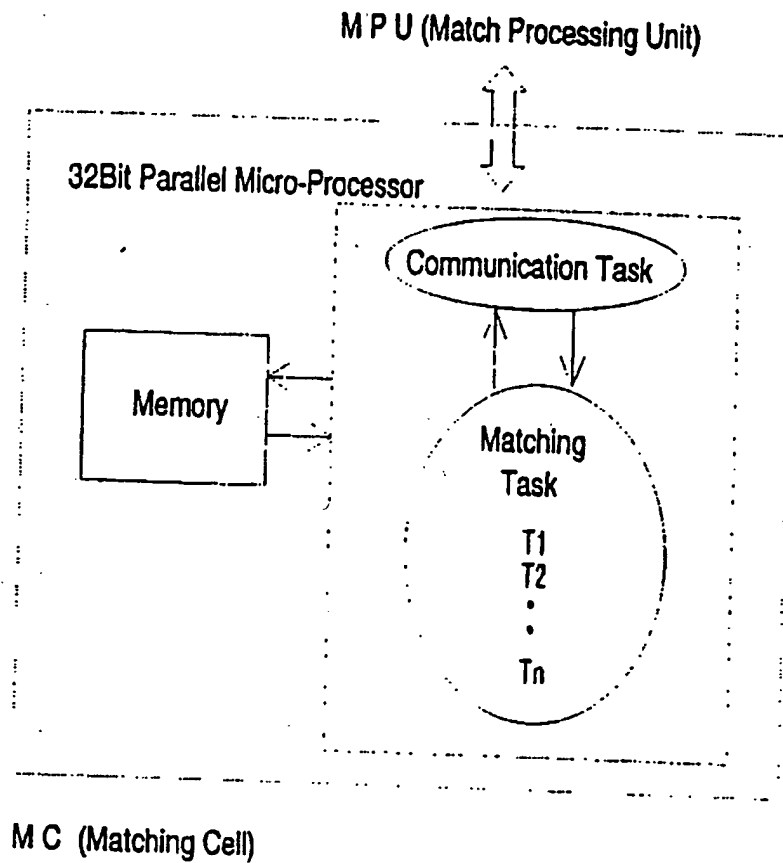 M P U (Match Processing Unit)
32Bit Parallel Micro-Processor
Communication Task
Memory
Matching
Task
T1
T2
Tn
M C (Matching Cell)